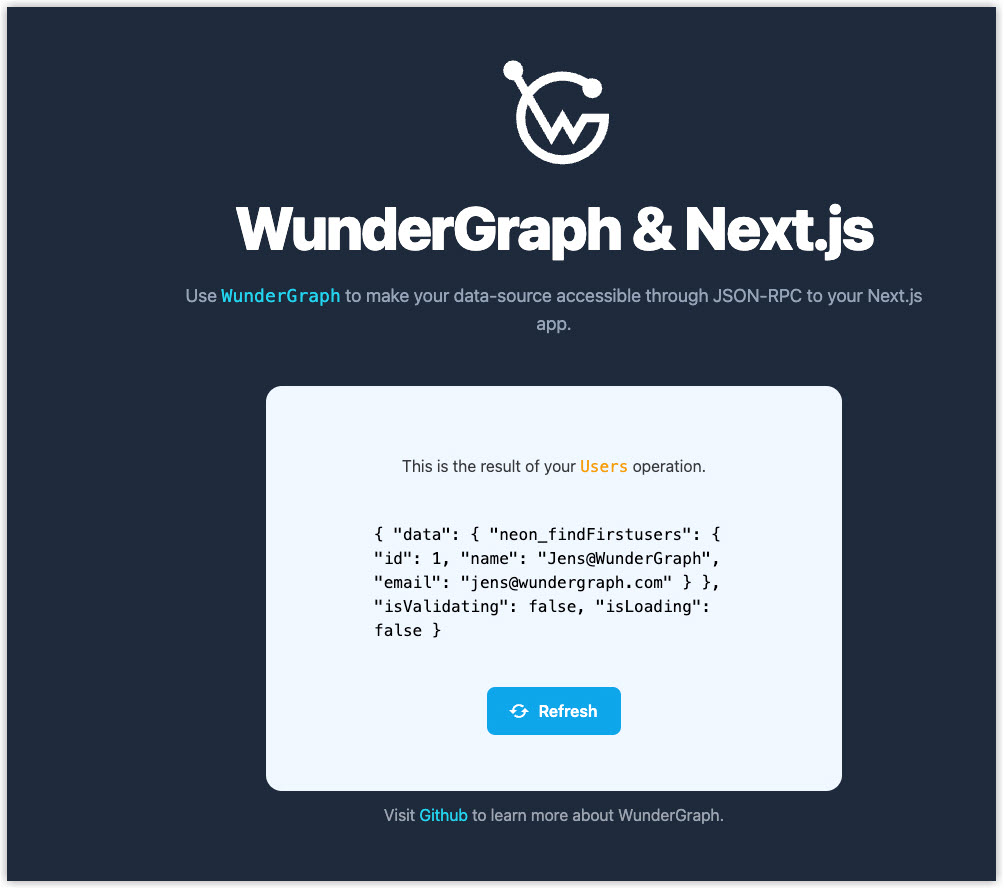 WunderGraph & Next.js
Use WunderGraph to make your data-source accessible through JSON-RPC to your Next.js
app.
This is the result of your Users operation.
{ "data": { "neon_findFirstusers": {
"id": 1, "name": "Jens@WunderGraph",
"email": "jens@wundergraph.com" } },
"isValidating": false, "isLoading":
false }
Refresh
Visit Github to learn more about WunderGraph.